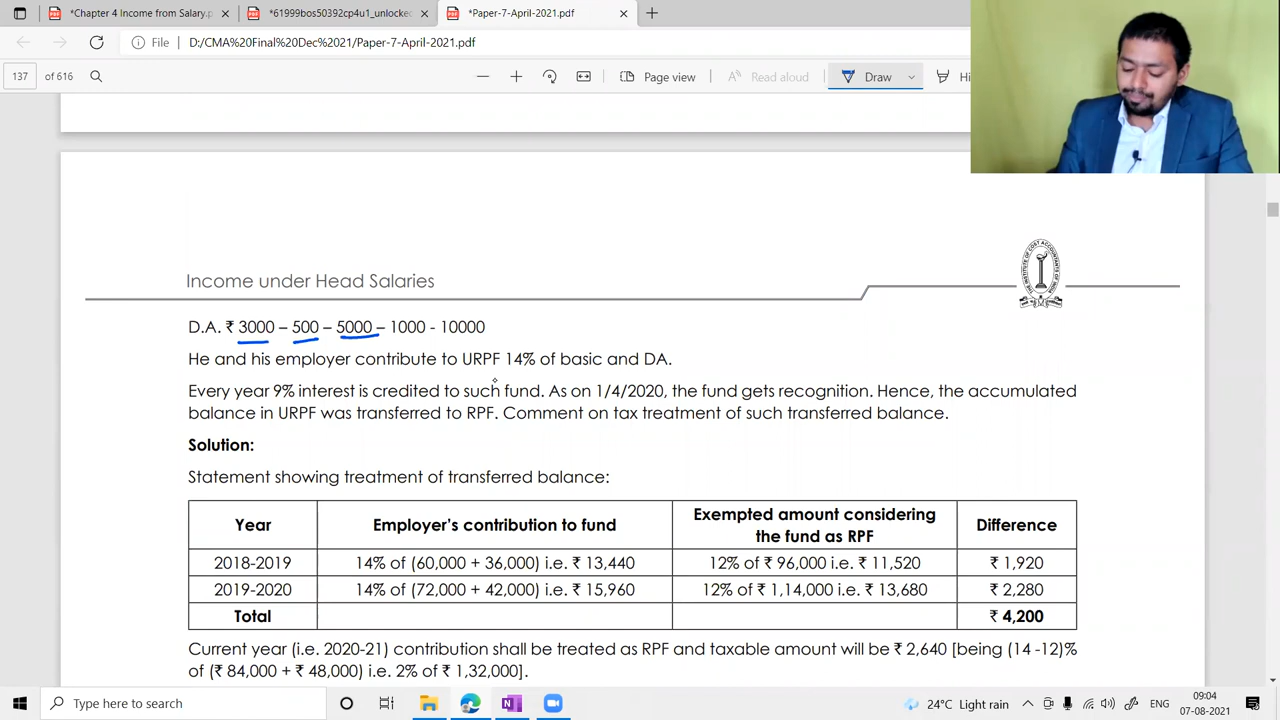 *Chapter 4 Income from Salary.p
*61999bos50392cp4u1_unlocked
*Paper-7-April-2021.pdf
File
D:/CMA%20Final%20Dec%202021/Paper-7-April-2021.pdf
137 of 616
Page view
Read aloud
Draw
Hi
Income under Head Salaries
D.A. ₹ 3000 – 500 – 5000 – 1000 - 10000
He and his employer contribute to URPF 14% of basic and DA.
Every year 9% interest is credited to such fund. As on 1/4/2020, the fund gets recognition. Hence, the accumulated
balance in URPF was transferred to RPF. Comment on tax treatment of such transferred balance.
Solution:
Statement showing treatment of transferred balance:
Year Employer's contribution to fund Exempted amount considering the fund as RPF Difference
2018-2019 14% of (60,000 + 36,000) i.e. ₹ 13,440 12% of ₹ 96,000 i.e. ₹ 11,520 ₹ 1,920
2019-2020 14% of (72,000 + 42,000) i.e. ₹ 15,960 12% of ₹ 1,14,000 i.e. ₹ 13,680 ₹ 2,280
Total ₹ 4,200
Current year (i.e. 2020-21) contribution shall be treated as RPF and taxable amount will be ₹ 2,640 [being (14 -12)%
of (₹ 84,000 + ₹ 48,000) i.e. 2% of ₹ 1,32,000].
Type here to search
24°C Light rain
ENG
09:04
07-08-2021